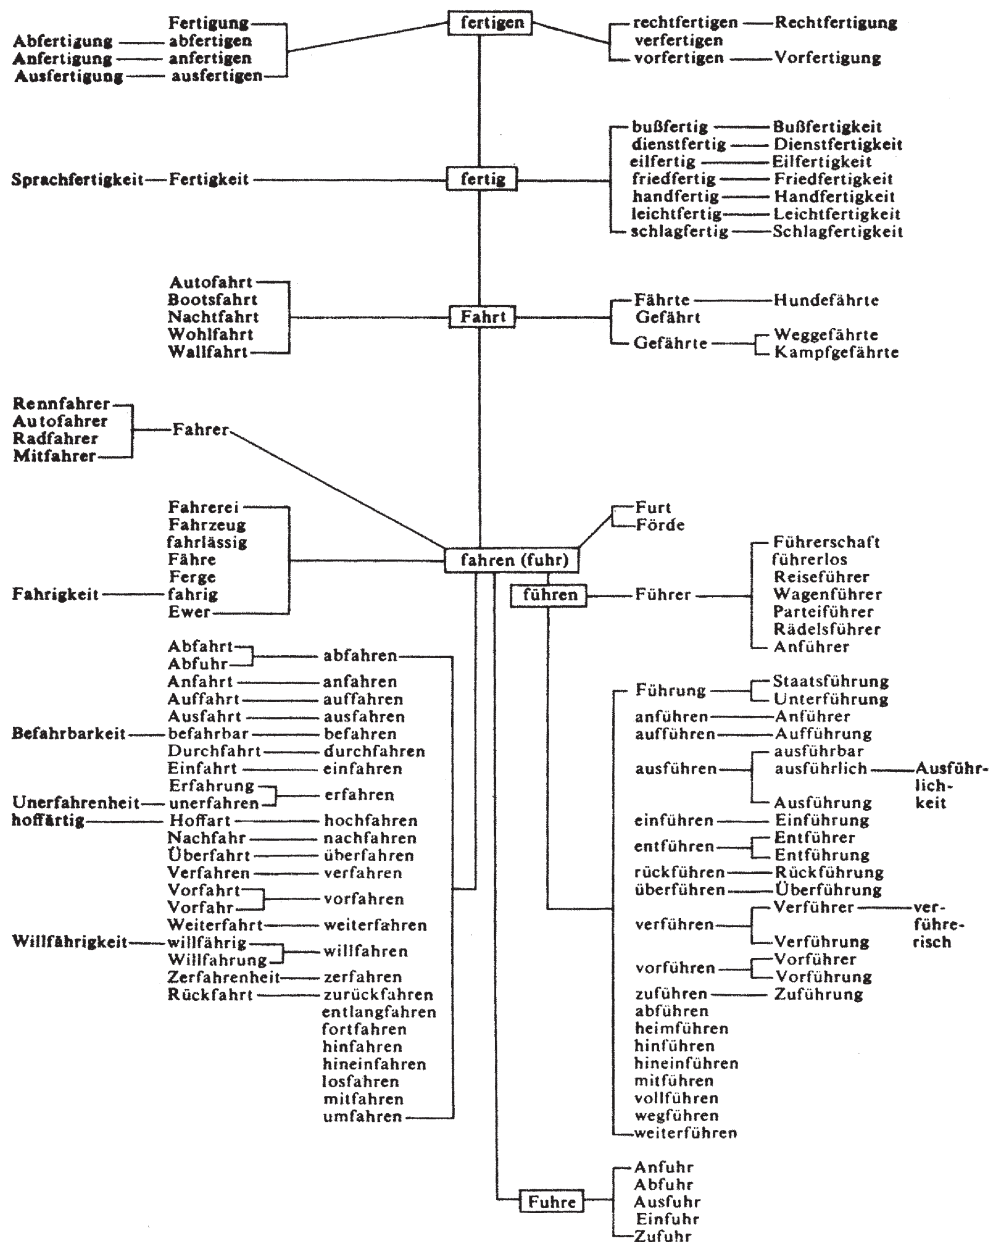 Fertigung fertigen rechtfertigen Rechtfertigung
Abfertigung abfertigen verfertigen
Anfertigung anfertigen vorfertigen Vorfertigung
Ausfertigung ausfertigen
bußfertig Bußfertigkeit
dienstfertig Dienstfertigkeit
eilfertig Eilfertigkeit
Sprachfertigkeit Fertigkeit fertig friedfertig Friedfertigkeit
handfertig Handfertigkeit
leichtfertig Leichtfertigkeit
schlagfertig Schlagfertigkeit
Autofahrt
Bootsfahrt Fährte Hundefährte
Nachtfahrt Fahrt Gefährt
Wohlfahrt Gefährte Weggefährte
Wallfahrt Kampfgefährte
Rennfahrer
Autofahrer Fahrer
Radfahrer
Mitfahrer
Fahrerei Furt
Fahrzeug Förde
fahrlässig Führerschaft
Fähre fahren (fuhr) führerlos
Ferge Reiseführer
Fahrigkeit fahrig führen Führer Wagenführer
Ewer Parteiführer
Rädelsführer
Abfahrt abfahren Anführer
Abfuhr
Anfahrt anfahren Führung Staatsführung
Auffahrt auffahren Unterführung
Ausfahrt ausfahren anführen Anführer
Befahrbarkeit befahrbar befahren aufführen Aufführung
Durchfahrt durchfahren ausführbar
Einfahrt einfahren ausführen ausführlich Ausführ-
lich-
keit
Erfahrung erfahren Ausführung
Unerfahrenheit unerfahren
hoffärtig Hoffart hochfahren einführen Einführung
Nachfahr nachfahren entführen Entführer
Überfahrt überfahren Entführung
Verfahren verfahren rückführen Rückführung
Vorfahrt vorfahren überführen Überführung
Vorfahr verführen Verführer ver-
führe-
risch
Weiterfahrt weiterfahren Verführung
Willfährigkeit willfährig willfahren
Willfahrung vorführen Vorführer
Zerfahrenheit zerfahren Vorführung
Rückfahrt zurückfahren zuführen Zuführung
entlangfahren abführen
fortfahren heimführen
hinfahren hinführen
hineinfahren hineinführen
losfahren mitführen
mitfahren vollführen
umfahren wegführen
weiterführen
Anfuhr
Abfuhr
Fuhre Ausfuhr
Einfuhr
Zufuhr